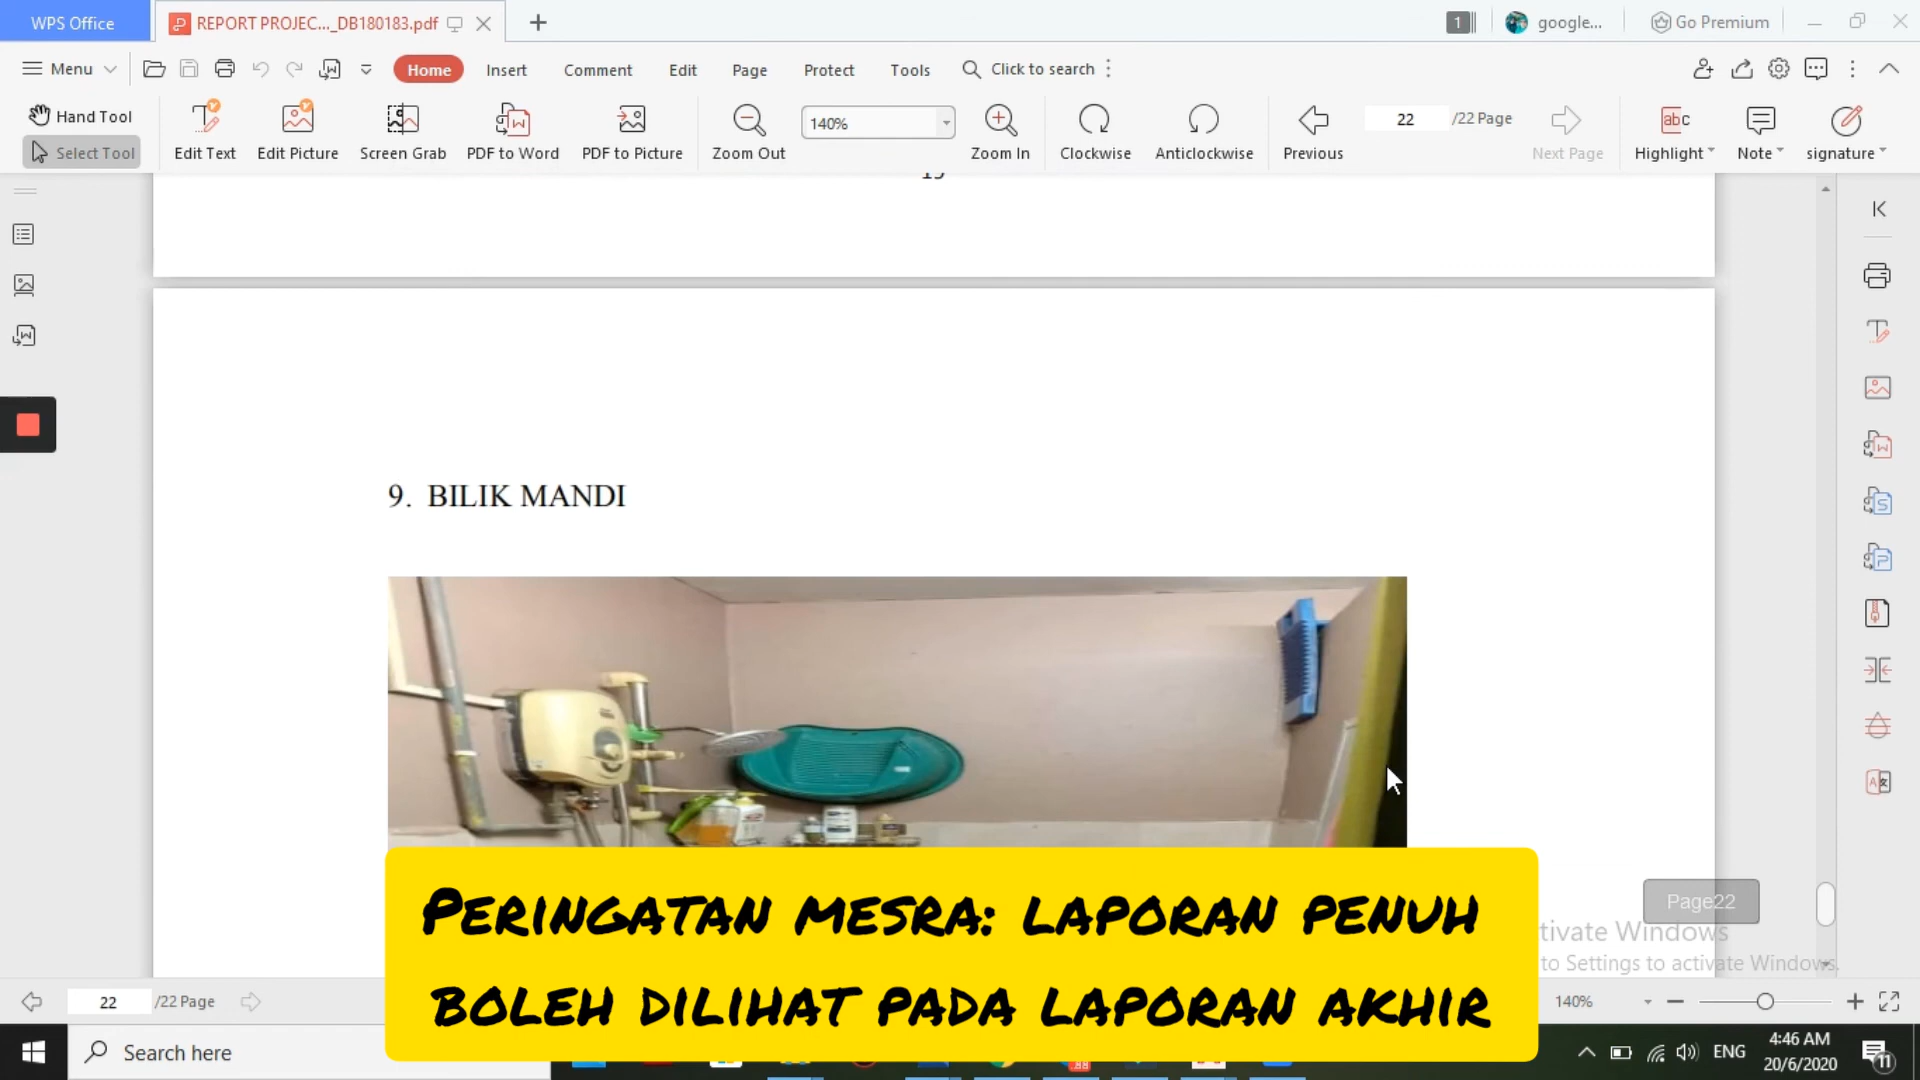 WPS Office
REPORT PROJEC..._DB180183.pdf
1
google...
Go Premium
Menu
Home
Insert
Comment
Edit
Page
Protect
Tools
Click to search
Hand Tool
Select Tool
Edit Text
Edit Picture
Screen Grab
PDF to Word
PDF to Picture
Zoom Out
140%
Zoom In
Clockwise
Anticlockwise
Previous
22
/22 Page
Next Page
Highlight
Note
signature
9. BILIK MANDI
Page22
tivate Windows
to Settings to activate Windows.
PERINGATAN MESRA: LAPORAN PENUH
BOLEH DILIHAT PADA LAPORAN AKHIR
22
/22 Page
140%
Search here
ENG
4:46 AM
20/6/2020
11